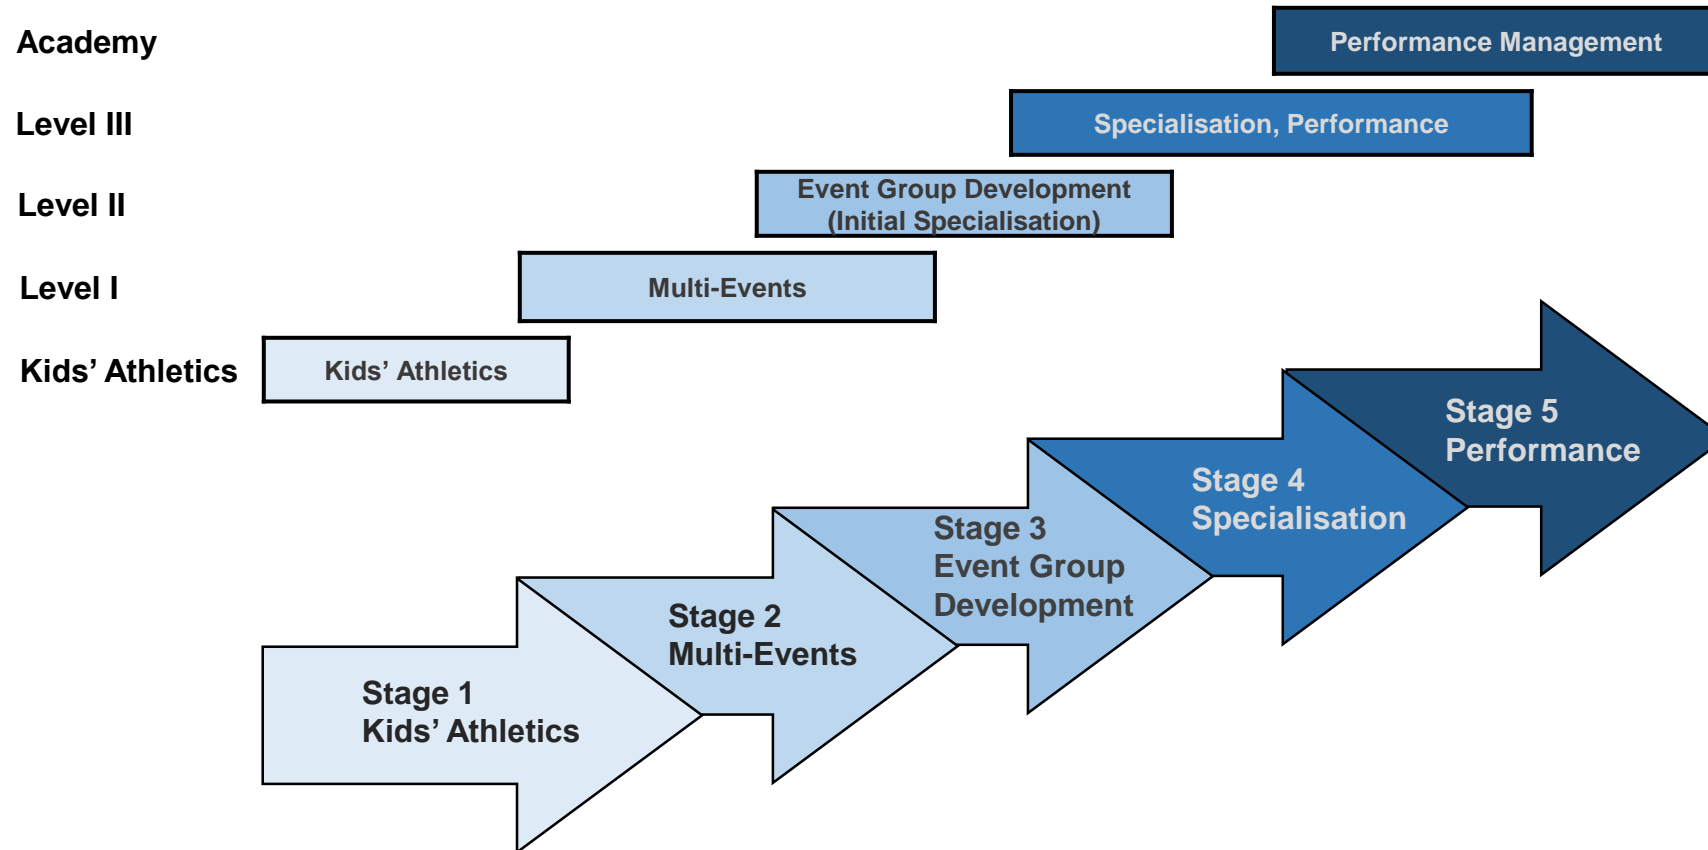 Academy
Performance Management
Level III
Specialisation, Performance
Level II
Event Group Development
(Initial Specialisation)
Level I
Multi-Events
Kids’ Athletics
Kids’ Athletics
Stage 5
Performance
Stage 4
Specialisation
Stage 3
Event Group
Development
Stage 2
Multi-Events
Stage 1
Kids’ Athletics